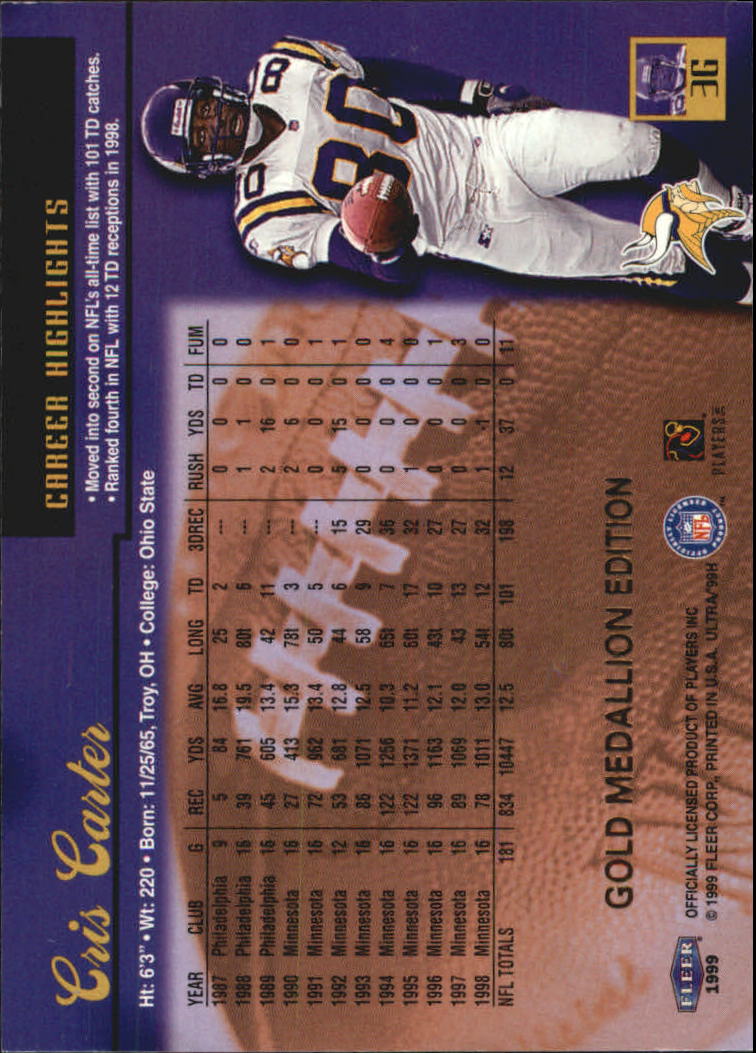 Cris Carter
CAREER HIGHLIGHTS
• Moved into second on NFL's all-time list with 101 TD catches.
• Ranked fourth in NFL with 12 TD receptions in 1998.
Ht: 6'3" • Wt: 220 • Born: 11/25/65, Troy, OH • College: Ohio State
YEAR CLUB G REC YDS AVG LONG TD 3DREC RUSH YDS TD FUM
1987 Philadelphia 9 5 84 16.8 25 2 --- 0 0 0 0
1988 Philadelphia 16 39 761 19.5 80t 6 --- 1 1 0 0
1989 Philadelphia 16 45 605 13.4 42 11 --- 2 16 0 1
1990 Minnesota 16 27 413 15.3 78t 3 --- 2 6 0 0
1991 Minnesota 16 72 962 13.4 50 5 --- 0 0 0 1
1992 Minnesota 12 53 681 12.8 44 6 15 5 15 0 1
1993 Minnesota 16 86 1071 12.5 58 9 29 0 0 0 0
1994 Minnesota 16 122 1256 10.3 65t 7 36 0 0 0 4
1995 Minnesota 16 122 1371 11.2 60t 17 32 1 0 0 0
1996 Minnesota 16 96 1163 12.1 43t 10 27 0 0 0 1
1997 Minnesota 16 89 1069 12.0 43 13 27 0 0 0 3
1998 Minnesota 16 78 1011 13.0 54t 12 32 1 -1 0 0
NFL TOTALS 181 834 10447 12.5 80t 101 198 12 37 0 11
GOLD MEDALLION EDITION
FLEER
1999
OFFICIALLY LICENSED PRODUCT OF PLAYERS INC
© 1999 FLEER CORP., PRINTED IN U.S.A. ULTRA/99H
NFL
PLAYERS INC
3G
80
80